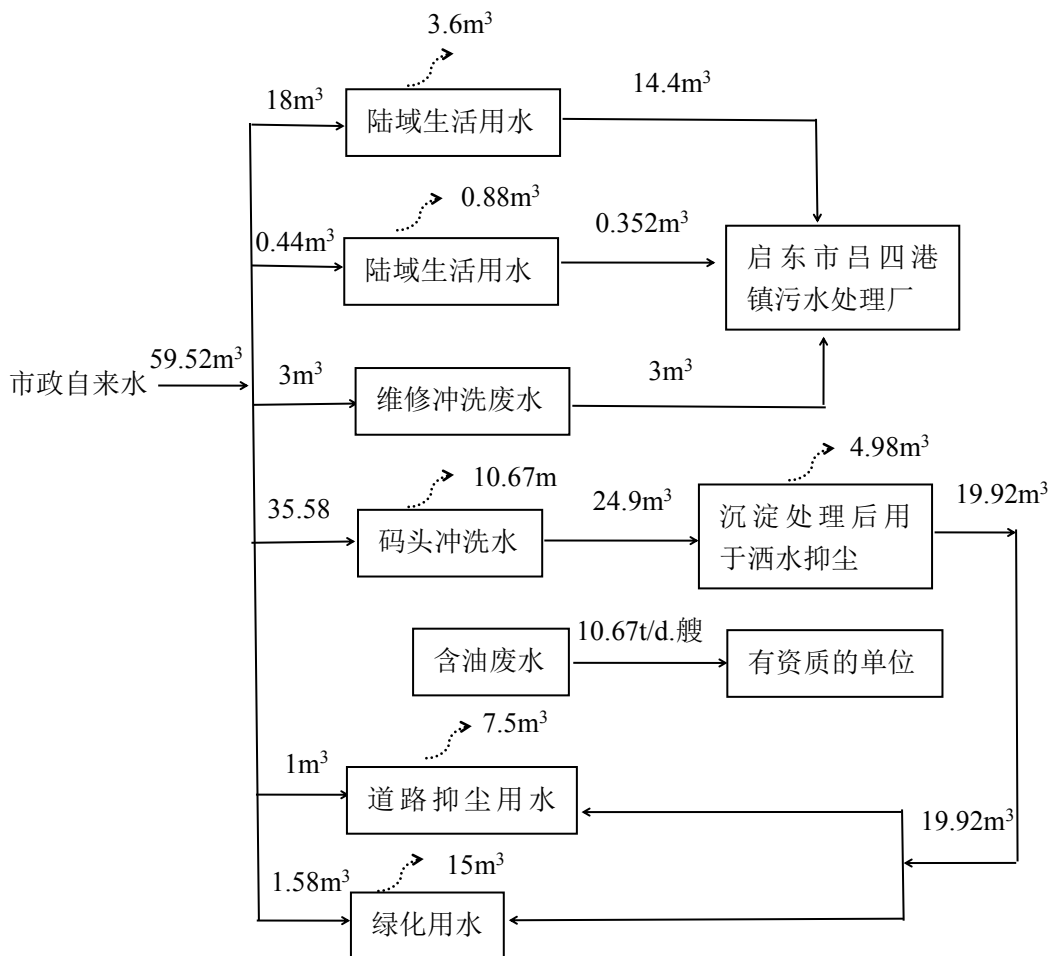 3.6m³
18m³
陆域生活用水
14.4m³
0.88m³
0.44m³
陆域生活用水
0.352m³
启东市吕四港
镇污水处理厂
市政自来水
59.52m³
3m³
维修冲洗废水
3m³
10.67m
35.58
码头冲洗水
24.9m³
4.98m³
沉淀处理后用
于洒水抑尘
19.92m³
含油废水
10.67t/d.艘
有资质的单位
7.5m³
1m³
道路抑尘用水
19.92m³
15m³
1.58m³
绿化用水